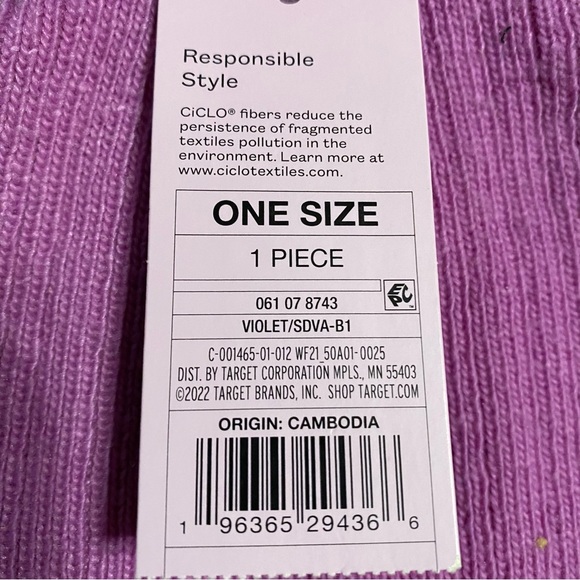 Responsible
Style
CiCLO® fibers reduce the
persistence of fragmented
textiles pollution in the
environment. Learn more at
www.ciclotextiles.com.
ONE SIZE
1 PIECE
061 07 8743
EPC
VIOLET/SDVA-B1
C-001465-01-012 WF21_50A01-0025
DIST. BY TARGET CORPORATION MPLS., MN 55403
©2022 TARGET BRANDS, INC. SHOP TARGET.COM
ORIGIN: CAMBODIA
1 96365 29436 6